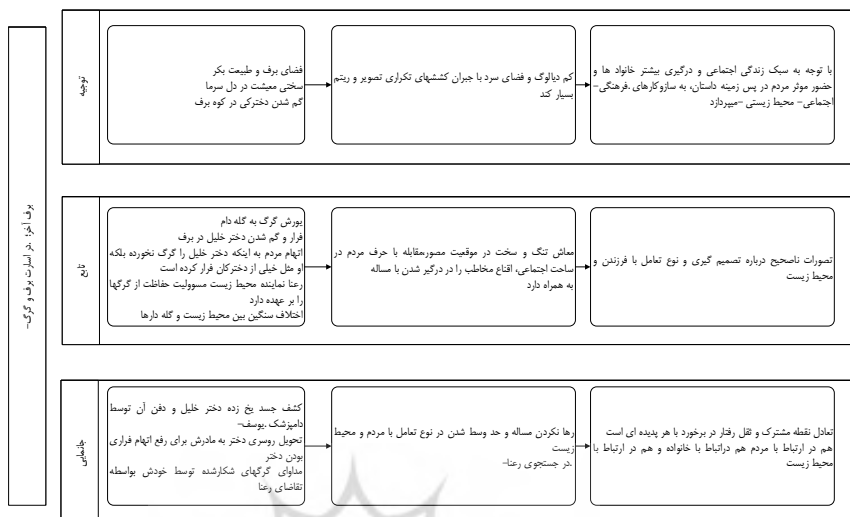 برف آخر؛ .در اسارت برف و گرگ-
توجیه
فضای برف و طبیعت بکر
سختی معیشت در دل سرما
گم شدن دخترکی در کوه برف
کم دیالوگ و فضای سرد با جبران کششهای تکراری تصویر و ریتم
بسیار کند
با توجه به سبک زندگی اجتماعی و درگیری بیشتر خانواد ها و
حضور موثر مردم در پس زمینه داستان، به سازوکارهای .فرهنگی-
اجتماعی- محیط زیستی -میپردازد
تابع
یورش گرگ به گله دام
فرار و گم شدن دختر خلیل در برف
اتهام مردم به اینکه دختر خلیل را گرگ نخورده بلکه
او مثل خیلی از دخترکان فرار کرده است
رعنا نماینده محیط زیست مسوولیت حفاظت از گرگها
را بر عهده دارد
اختلاف سنگین بین محیط زیست و گله دارها
معاش تنگ و سخت در موقعیت مصور،مقابله با حرف مردم در
ساحت اجتماعی، اقناع مخاطب را در درگیر شدن با مساله
به همراه دارد
تصورات ناصحیح درباره تصمیم گیری و نوع تعامل با فرزندن و
محیط زیست
جانمایی
کشف جسد یخ زده دختر خلیل و دفن آن توسط
دامپزشک .یوسف-
تحویل روسری دختر به مادرش برای رفع اتهام فراری
بودن دختر
مداوای گرگهای شکارشده توسط خودش بواسطه
تقاضای رعنا
رها نکردن مساله و حد وسط شدن در نوع تعامل با مردم و محیط
زیست
.در جستجوی رعنا-
تعادل نقطه مشترک و ثقل رفتار در برخورد با هر پدیده ای است
هم در ارتباط با مردم هم دراتباط با خانواده و هم در ارتباط با
محیط زیست